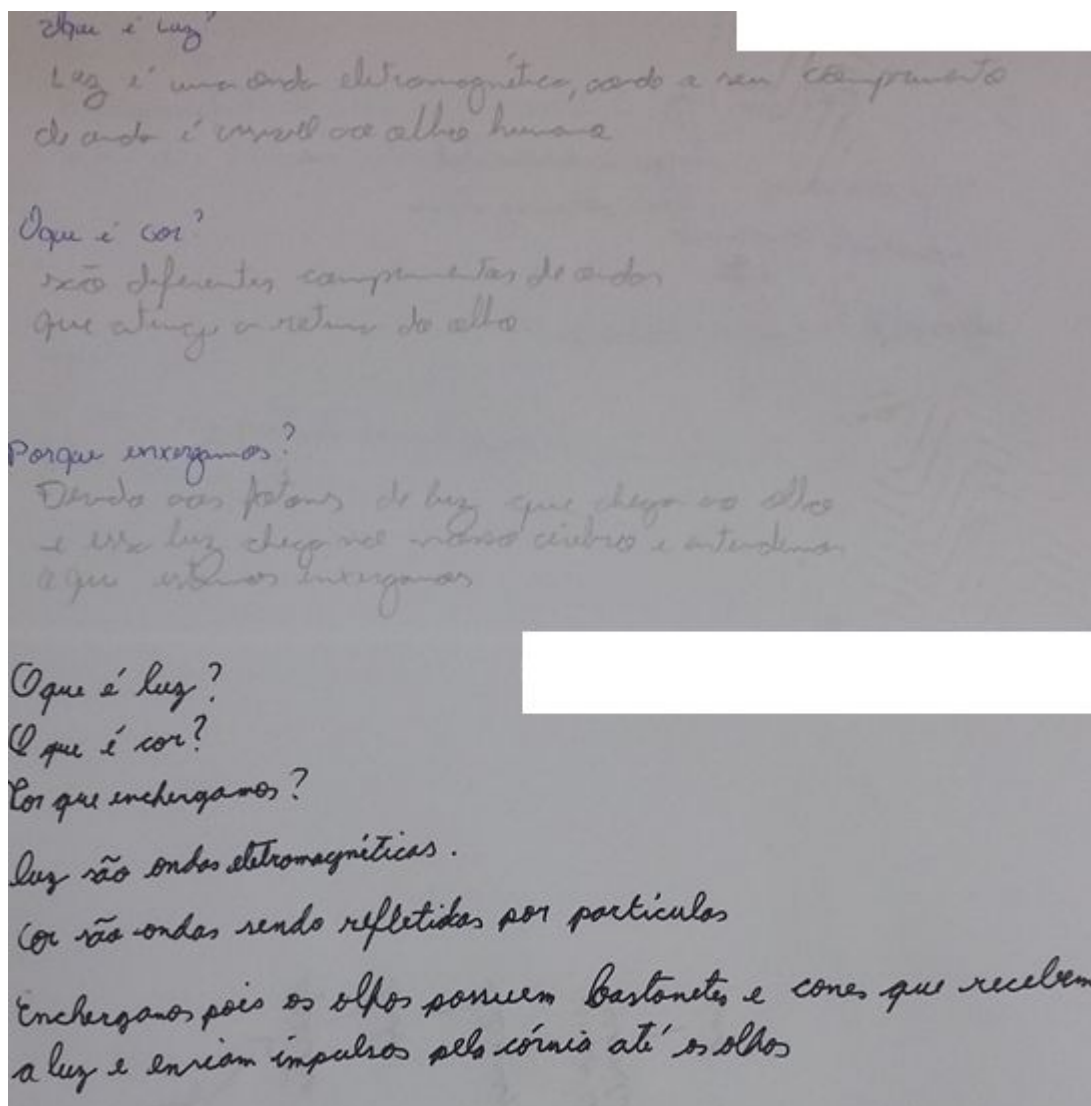 Oque é Luz?
Luz é uma onda eletromagnética, onde o seu comprimento
de onda é visível ao olho humano
Oque é cor?
são diferentes comprimentos de ondas
que atinge a retina do olho
Porque enxergamos?
Devido aos fotons de luz que chega ao olho
e essa luz chega no nosso cérebro e entendemos
o que estamos enxergamos
Oque é luz?
O que é cor?
Por que enchergamos?
luz são ondas eletromagnéticas.
Cor são ondas sendo refletidas por partículas
Enchergamos pois os olhos possuem bastonetes e cones que recebem
a luz e enviam impulsos pela córnia até os olhos